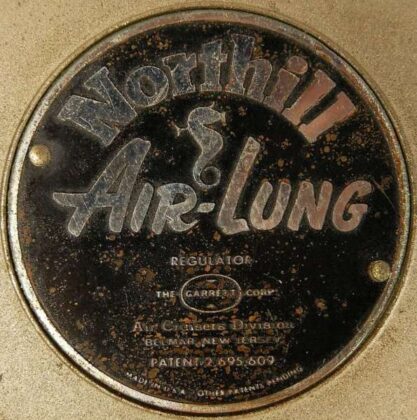 Northill
AIR-LUNG
REGULATOR
THE GARRETT CORP.
Air Cruisers Division
BELMAR, NEW JERSEY
PATENT 2,695,609
MADE IN U.S.A. OTHER PATENTS PENDING